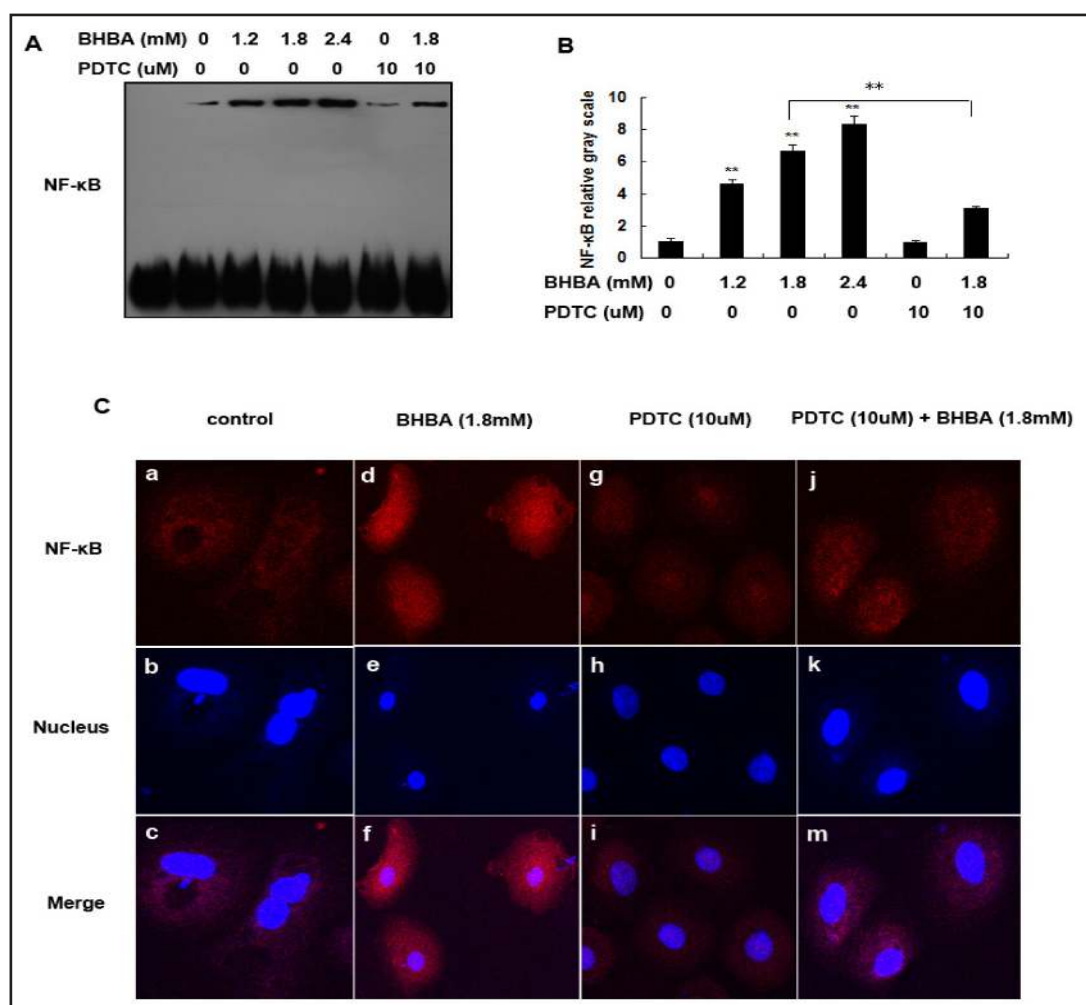 A
BHBA (mM) 0 1.2 1.8 2.4 0 1.8
PDTC (uM) 0 0 0 0 10 10
NF-κB
B
NF-κB relative gray scale
10
8
6
4
2
0
**
**
**
**
BHBA (mM) 0 1.2 1.8 2.4 0 1.8
PDTC (uM) 0 0 0 0 10 10
C
control BHBA (1.8mM) PDTC (10uM) PDTC (10uM) + BHBA (1.8mM)
NF-κB a d g j
Nucleus b e h k
Merge c f i m